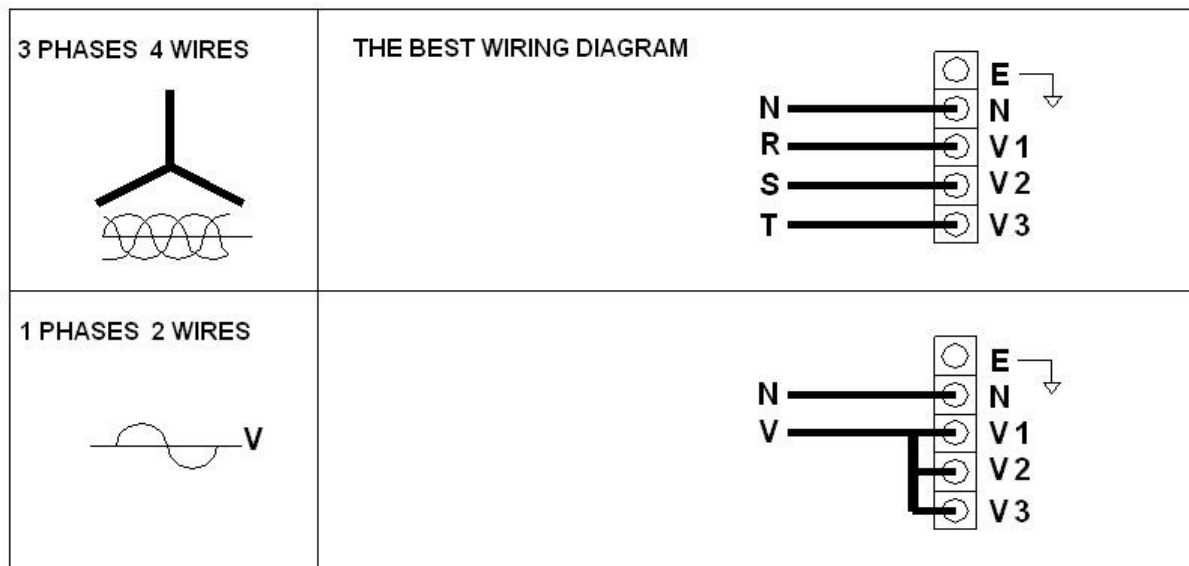 3 PHASES 4 WIRES
THE BEST WIRING DIAGRAM
E
N N
R V1
S V2
T V3
1 PHASES 2 WIRES
V
E
N N
V V1
V2
V3